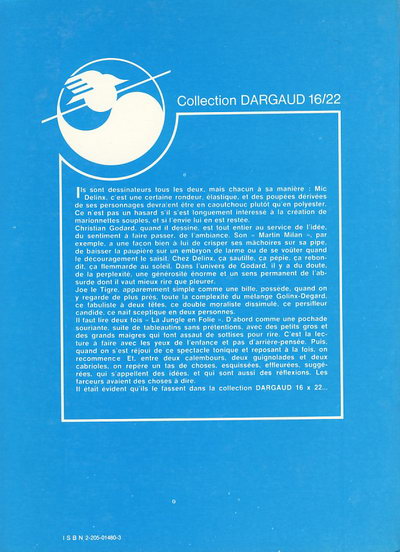 Collection DARGAUD 16/22
Ils sont dessinateurs tous les deux, mais chacun à sa manière : Mic
Delinx, c'est une certaine rondeur, élastique, et des poupées dérivées
de ses personnages devraient être en caoutchouc plutôt qu'en polyester.
Ce n'est pas un hasard s'il s'est longuement intéressé à la création de
marionnettes souples, et si l'envie lui en est restée.
Christian Godard, quand il dessine, est tout entier au service de l'idée,
du sentiment à faire passer, de l'ambiance. Son « Martin Milan », par
exemple, a une façon bien à lui de crisper ses mâchoires sur sa pipe,
de baisser la paupière sur un embryon de larme ou de se voûter quand
le découragement le saisit. Chez Delinx, ça sautille, ça pépie, ça rebon-
dit, ça flemmarde au soleil. Dans l'univers de Godard, il y a du doute,
de la perplexité, une générosité énorme et un sens permanent de l'ab-
surde dont il vaut mieux rire que pleurer.
Joe le Tigre, apparemment simple comme une bille, possède, quand on
y regarde de plus près, toute la complexité du mélange Golinx-Degard,
ce fabuliste à deux têtes, ce double moraliste dissimulé, ce persifleur
candide, ce naïf sceptique en deux personnes.
Il faut lire deux fois « La Jungle en Folie ». D'abord comme une pochade
souriante, suite de tableautins sans prétentions, avec des petits gros et
des grands maigres qui font assaut de sottises pour rire. C'est la lec-
ture à faire avec les yeux de l'enfance et pas d'arrière-pensée. Puis,
quand on s'est réjoui de ce spectacle tonique et reposant à la fois, on
recommence. Et, entre deux calembours, deux guignolades et deux
cabrioles, on repère un tas de choses, esquissées, effleurées, suggé-
rées, qui s'appellent des idées, et qui sont aussi des réflexions. Les
farceurs avaient des choses à dire.
Il était évident qu'ils le fassent dans la collection DARGAUD 16 x 22...
ISBN 2-205-01480-3